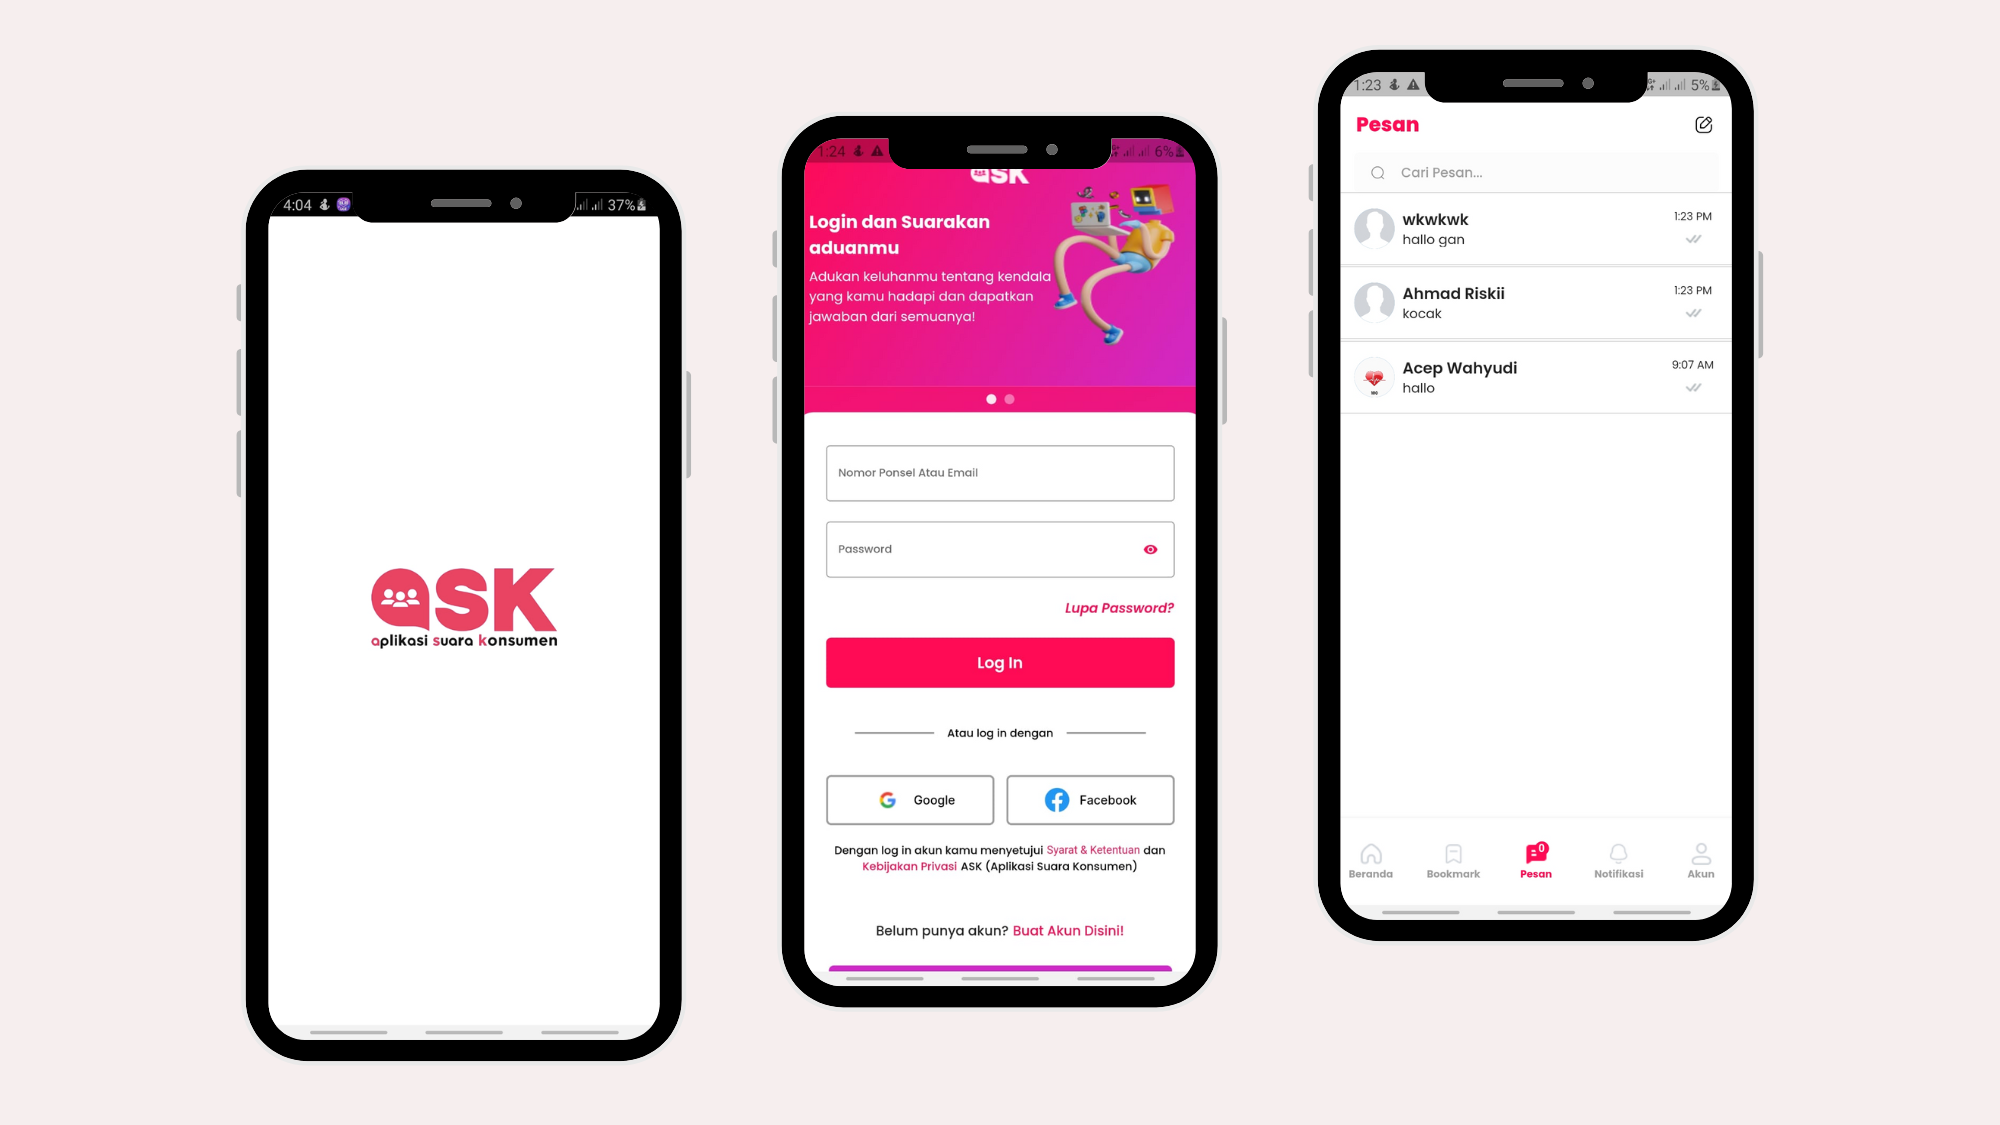 4:04
37%
aSK
aplikasi suara konsumen
1:24
6%
aSK
Login dan Suarakan
aduanmu
Adukan keluhanmu tentang kendala
yang kamu hadapi dan dapatkan
jawaban dari semuanya!
Nomor Ponsel Atau Email
Password
Lupa Password?
Log In
Atau log in dengan
Google
Facebook
Dengan log in akun kamu menyetujui Syarat & Ketentuan dan
Kebijakan Privasi ASK (Aplikasi Suara Konsumen)
Belum punya akun? Buat Akun Disini!
1:23
5%
Pesan
Cari Pesan...
wkwkwk
1:23 PM
hallo gan
Ahmad Riskii
1:23 PM
kocak
Acep Wahyudi
9:07 AM
hallo
0
Beranda
Bookmark
Pesan
Notifikasi
Akun